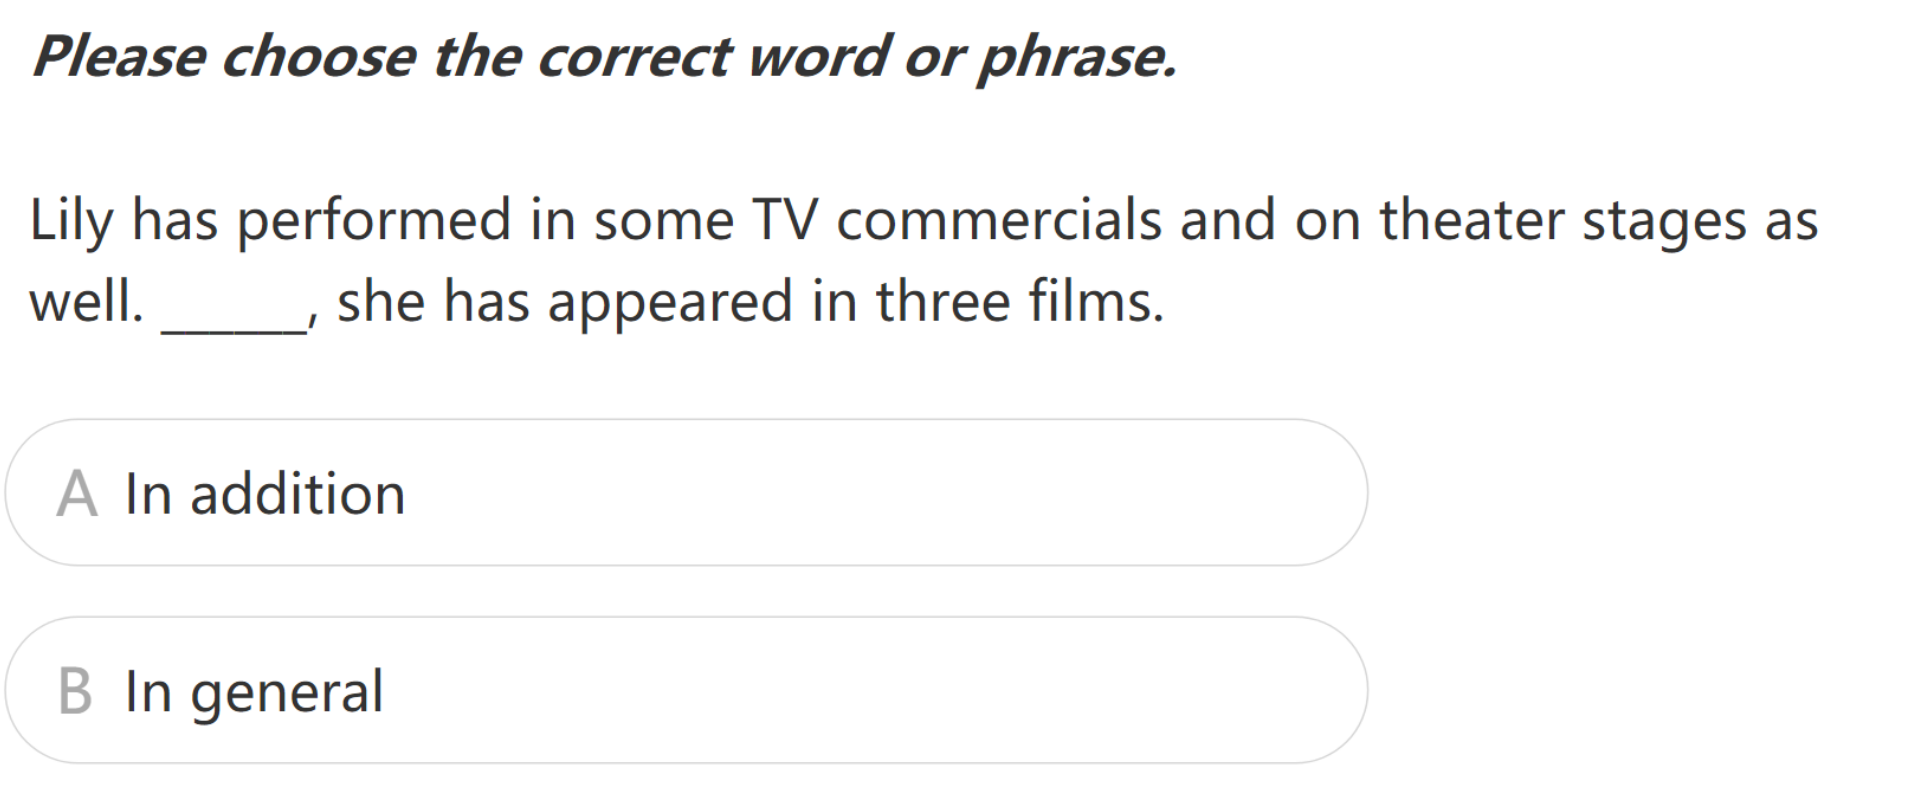 Please choose the correct word or phrase.
Lily has performed in some TV commercials and on theater stages as
well. ______, she has appeared in three films.
A In addition
B In general